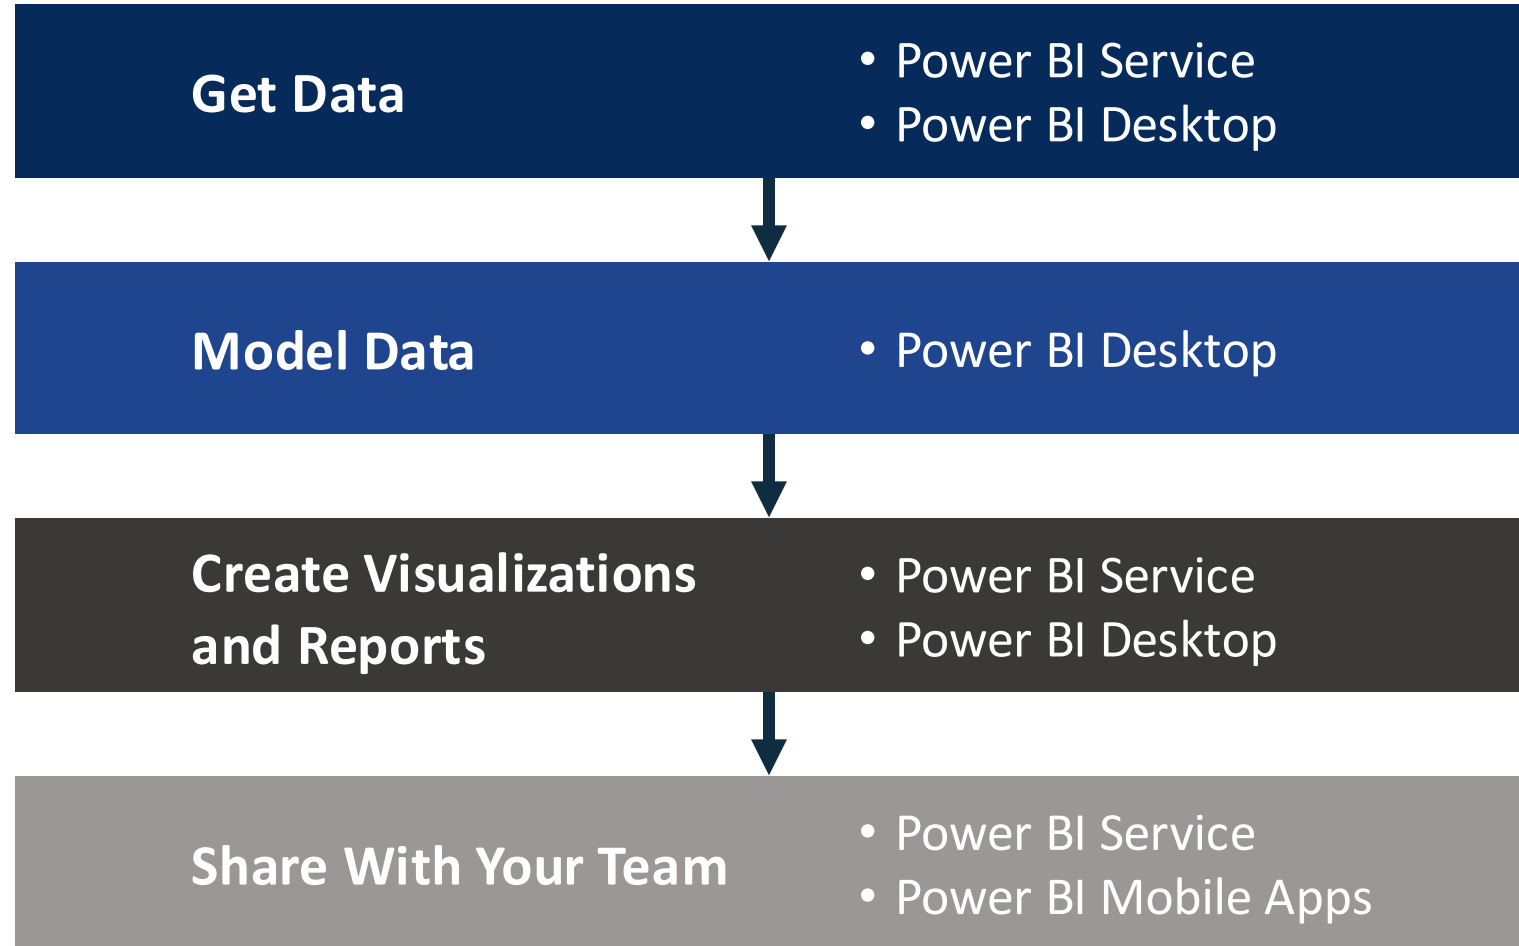 Get Data
• Power BI Service
• Power BI Desktop
Model Data
• Power BI Desktop
Create Visualizations
and Reports
• Power BI Service
• Power BI Desktop
Share With Your Team
• Power BI Service
• Power BI Mobile Apps